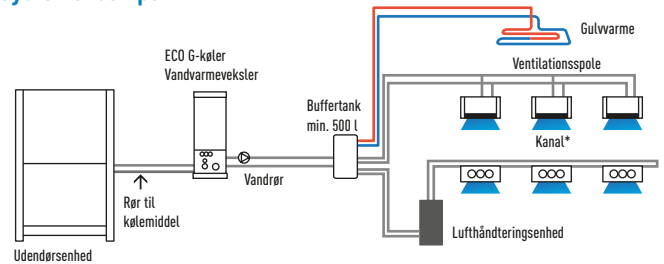 Gulvvarme
ECO G-køler
Vandvarmeveksler
Ventilationsspole
Buffertank
min. 500 l
Kanal*
Vandrør
Rør til
kølemiddel
Lufthåndteringsenhed
Udendørsenhed